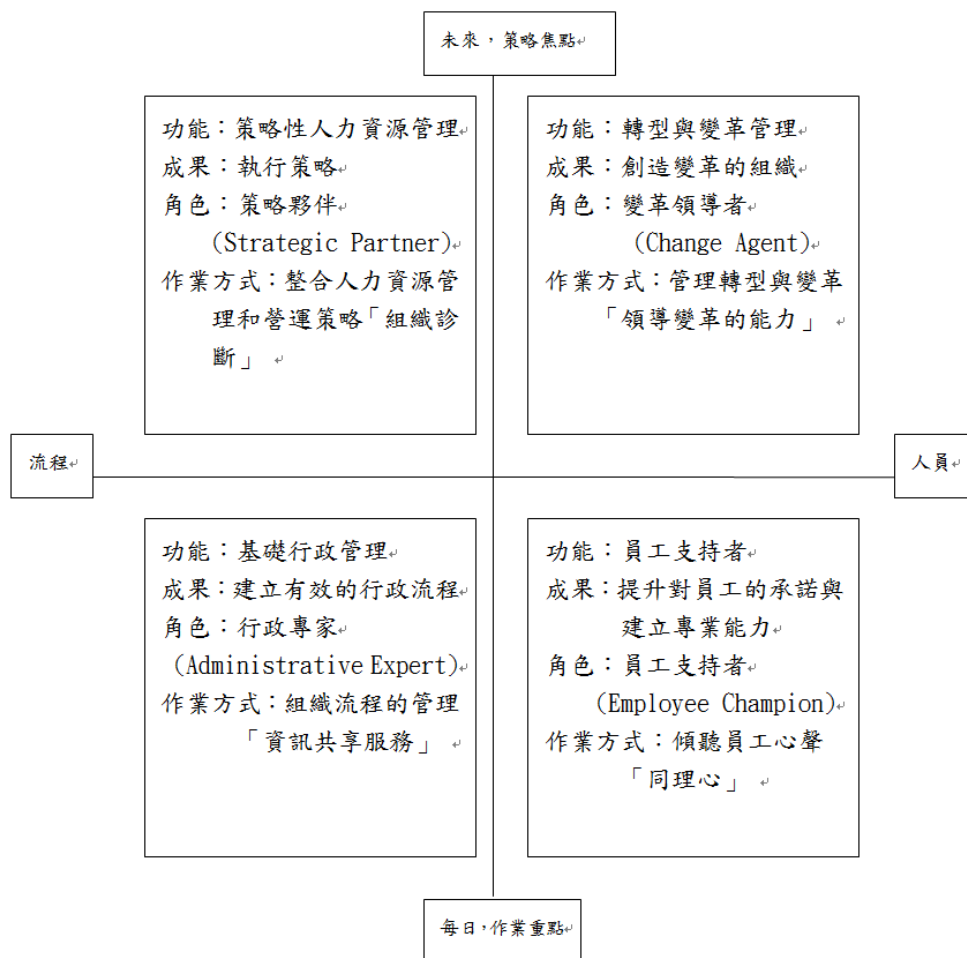 未來，策略焦點
功能：策略性人力資源管理
成果：執行策略
角色：策略夥伴
(Strategic Partner)
作業方式：整合人力資源管
理和營運策略「組織診
斷」
功能：轉型與變革管理
成果：創造變革的組織
角色：變革領導者
(Change Agent)
作業方式：管理轉型與變革
「領導變革的能力」
流程
人員
功能：基礎行政管理
成果：建立有效的行政流程
角色：行政專家
(Administrative Expert)
作業方式：組織流程的管理
「資訊共享服務」
功能：員工支持者
成果：提升對員工的承諾與
建立專業能力
角色：員工支持者
(Employee Champion)
作業方式：傾聽員工心聲
「同理心」
每日，作業重點